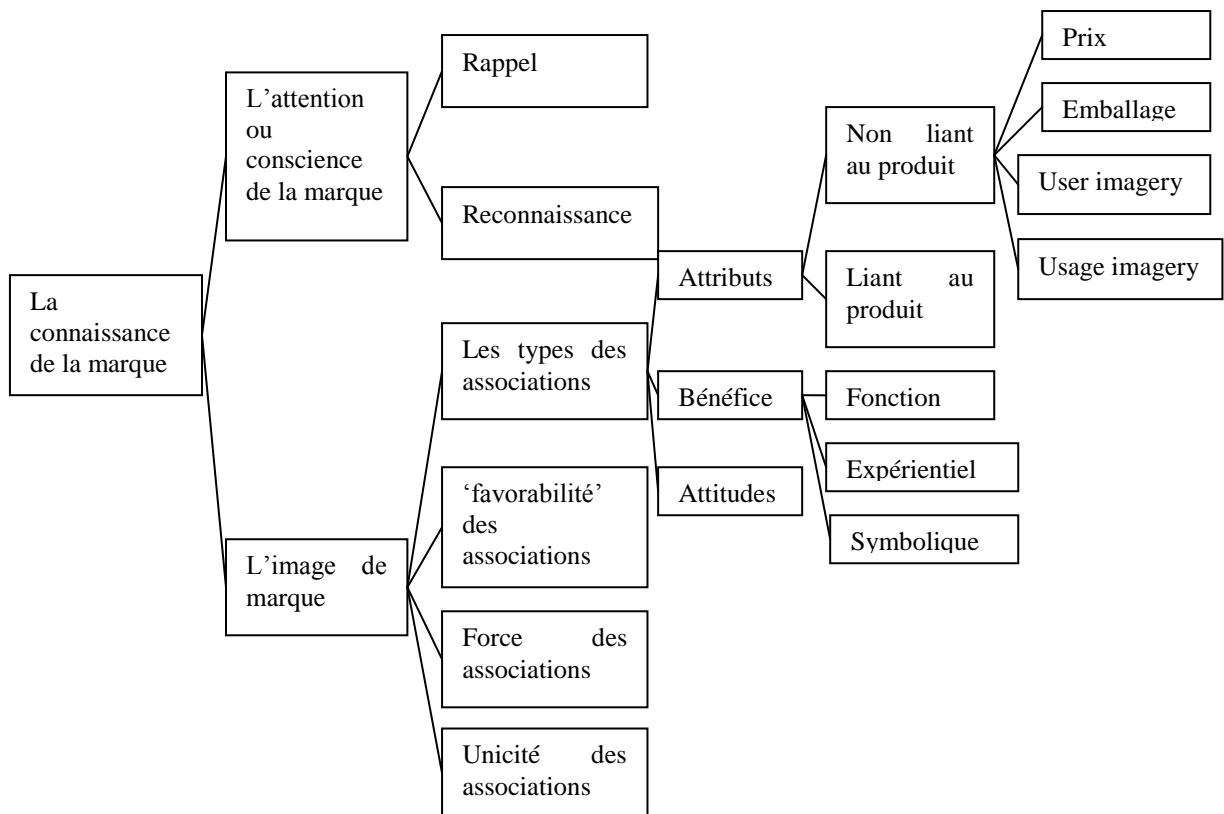 La
connaissance
de la marque
L’attention
ou
conscience
de la marque
L’image de
marque
Rappel
Reconnaissance
Les types des
associations
‘favorabilité’
des
associations
Force des
associations
Unicité des
associations
Attributs
Bénéfice
Attitudes
Non liant
au produit
Liant au
produit
Fonction
Expérientiel
Symbolique
Prix
Emballage
User imagery
Usage imagery